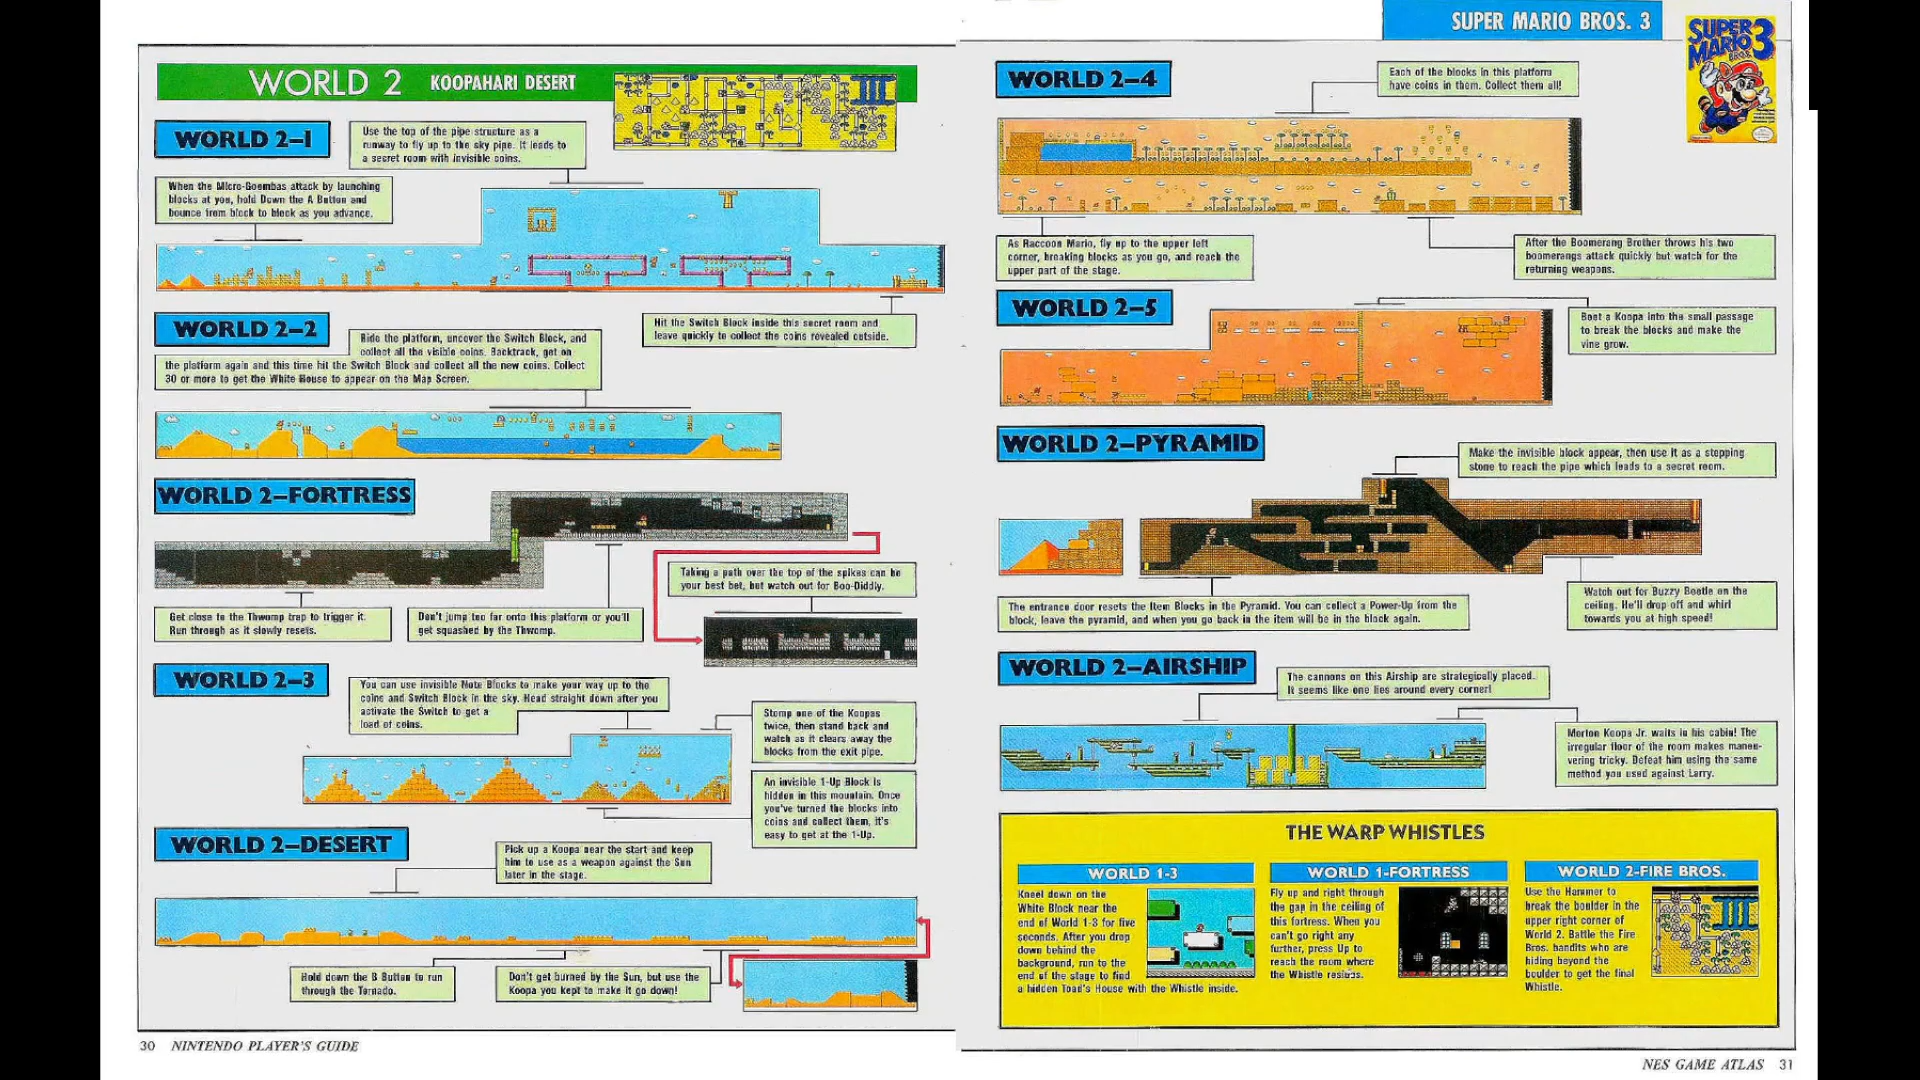 SUPER MARIO BROS. 3
SUPER
MARIO 3
BROS.
WORLD 2 KOOPAHARI DESERT
WORLD 2–1
Use the top of the pipe structure as a
runway to fly up to the sky pipe. It leads to
a secret room with invisible coins.
When the Micro-Goombas attack by launching
blocks at you, hold Down the A Button and
bounce from block to block as you advance.
Hit the Switch Block inside this secret room and
leave quickly to collect the coins revealed outside.
WORLD 2–2
Ride the platform, uncover the Switch Block, and
collect all the visible coins. Backtrack, get on
the platform again and this time hit the Switch Block and collect all the new coins. Collect
30 or more to get the White House to appear on the Map Screen.
WORLD 2–FORTRESS
Taking a path over the top of the spikes can be
your best bet, but watch out for Boo-Diddly.
Get close to the Thwomp trap to trigger it.
Run through as it slowly resets.
Don't jump too far onto this platform or you'll
get squashed by the Thwomp.
WORLD 2–3
You can use invisible Note Blocks to make your way up to the
coins and Switch Block in the sky. Head straight down after you
activate the Switch to get a
load of coins.
Stomp one of the Koopas
twice, then stand back and
watch as it clears away the
blocks from the exit pipe.
An invisible 1-Up Block is
hidden in this mountain. Once
you've turned the blocks into
coins and collect them, it's
easy to get at the 1-Up.
WORLD 2–DESERT
Pick up a Koopa near the start and keep
him to use as a weapon against the Sun
later in the stage.
Hold down the B Button to run
through the Tornado.
Don't get burned by the Sun, but use the
Koopa you kept to make it go down!
30 NINTENDO PLAYER'S GUIDE
WORLD 2–4
Each of the blocks in this platform
have coins in them. Collect them all!
As Raccoon Mario, fly up to the upper left
corner, breaking blocks as you go, and reach the
upper part of the stage.
After the Boomerang Brother throws his two
boomerangs attack quickly but watch for the
returning weapons.
WORLD 2–5
Boot a Koopa into the small passage
to break the blocks and make the
vine grow.
WORLD 2–PYRAMID
Make the invisible block appear, then use it as a stepping
stone to reach the pipe which leads to a secret room.
The entrance door resets the Item Blocks in the Pyramid. You can collect a Power-Up from the
block, leave the pyramid, and when you go back in the item will be in the block again.
Watch out for Buzzy Beetle on the
ceiling. He'll drop off and whirl
towards you at high speed!
WORLD 2–AIRSHIP
The cannons on this Airship are strategically placed.
It seems like one lies around every corner!
Morton Koopa Jr. waits in his cabin! The
irregular floor of the room makes maneu-
vering tricky. Defeat him using the same
method you used against Larry.
THE WARP WHISTLES
WORLD 1-3
Kneel down on the
White Block near the
end of World 1-3 for five
seconds. After you drop
down behind the
background, run to the
end of the stage to find
a hidden Toad's House with the Whistle inside.
WORLD 1-FORTRESS
Fly up and right through
the gap in the ceiling of
this fortress. When you
can't go right any
further, press Up to
reach the room where
the Whistle resides.
WORLD 2-FIRE BROS.
Use the Hammer to
break the boulder in the
upper right corner of
World 2. Battle the Fire
Bros. bandits who are
hiding beyond the
boulder to get the final
Whistle.
NES GAME ATLAS 31